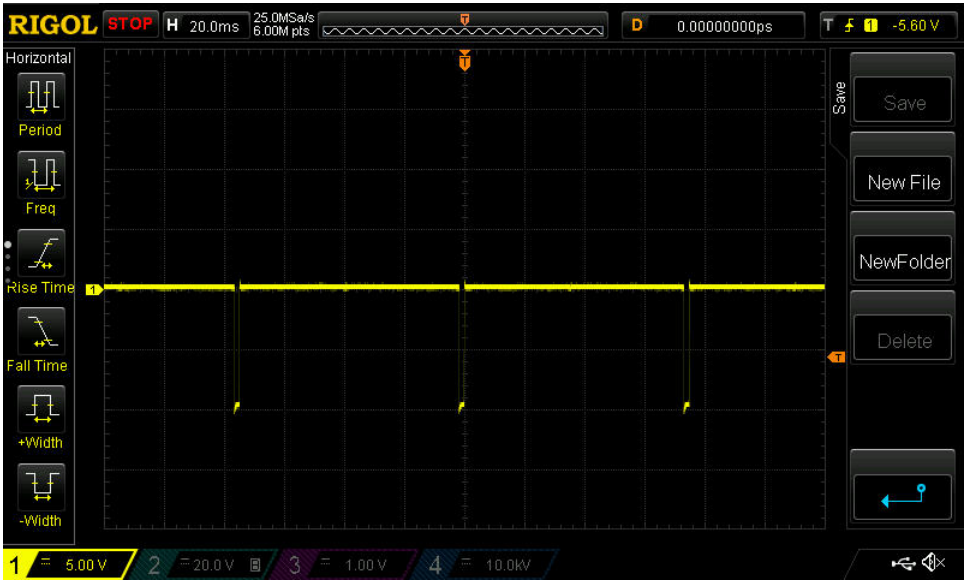 RIGOL STOP H 20.0ms 25.0MSa/s 6.00M pts T D 0.00000000ps T 1 -5.60 V
Horizontal
T
Period
Freq
Rise Time
Fall Time
+Width
-Width
1
T
Save
Save
New File
NewFolder
Delete
1 = 5.00 V 2 = 20.0 V B 3 = 1.00 V 4 = 10.0kV